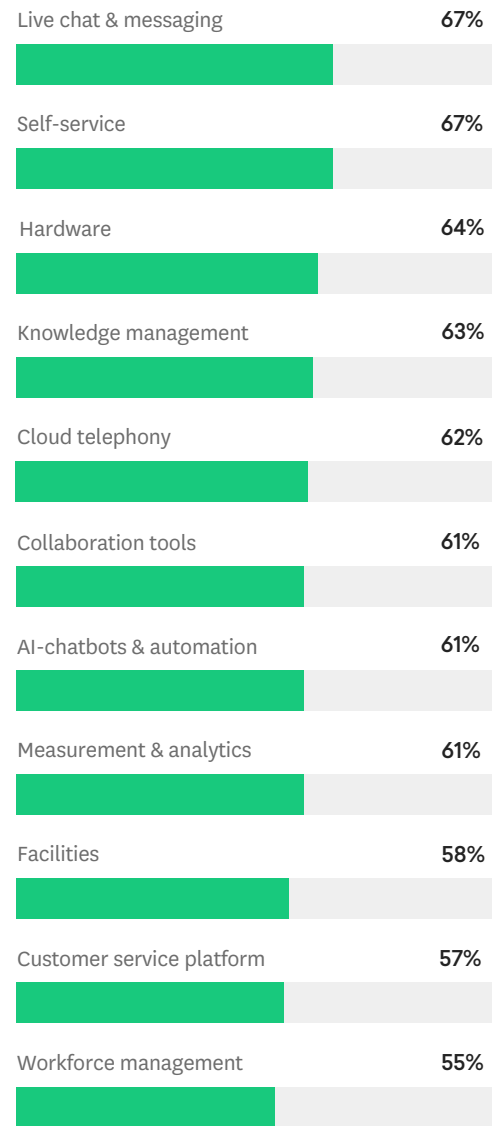 Live chat & messaging 67%
Self-service 67%
Hardware 64%
Knowledge management 63%
Cloud telephony 62%
Collaboration tools 61%
AI-chatbots & automation 61%
Measurement & analytics 61%
Facilities 58%
Customer service platform 57%
Workforce management 55%